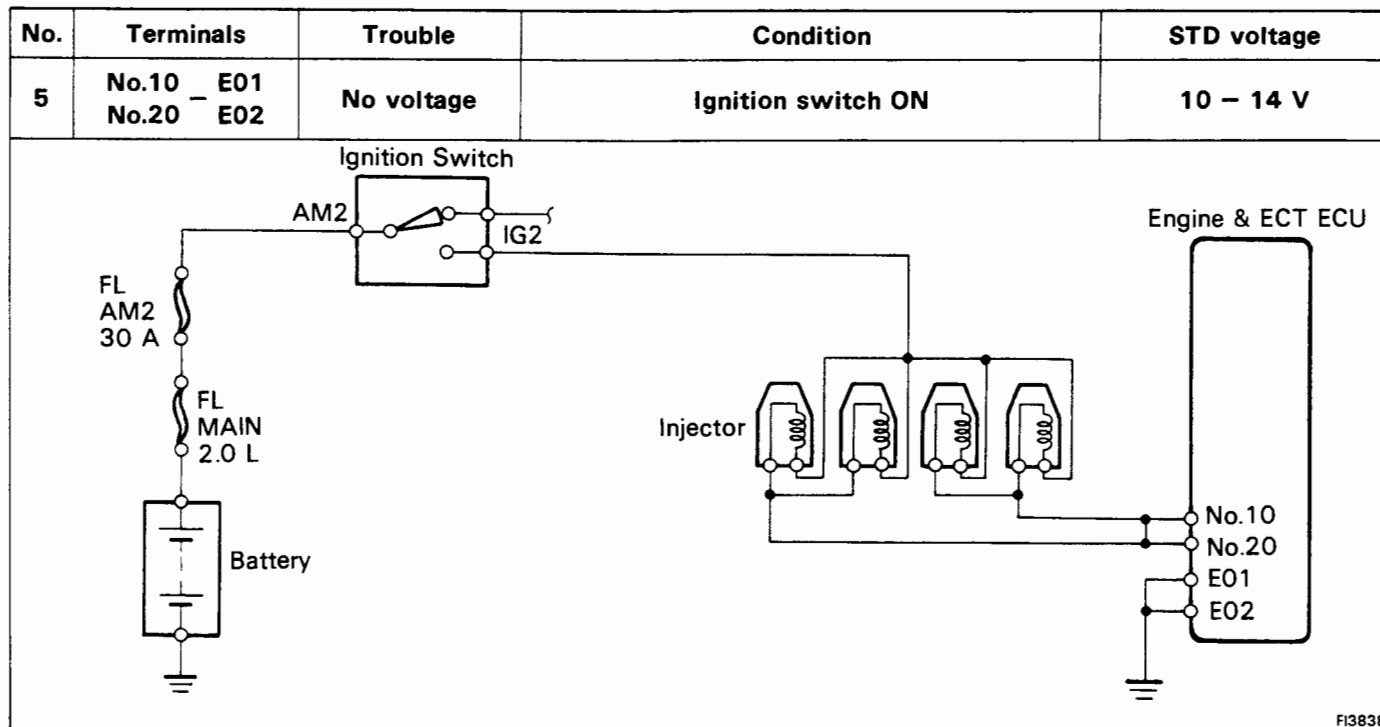 No. Terminals Trouble Condition STD voltage
5 No.10 – E01 No voltage Ignition switch ON 10 – 14 V
No.20 E02
Ignition Switch
AM2
IG2
Engine & ECT ECU
FL
AM2
30 A
FL
MAIN
2.0 L
Injector
No.10
No.20
E01
E02
Battery